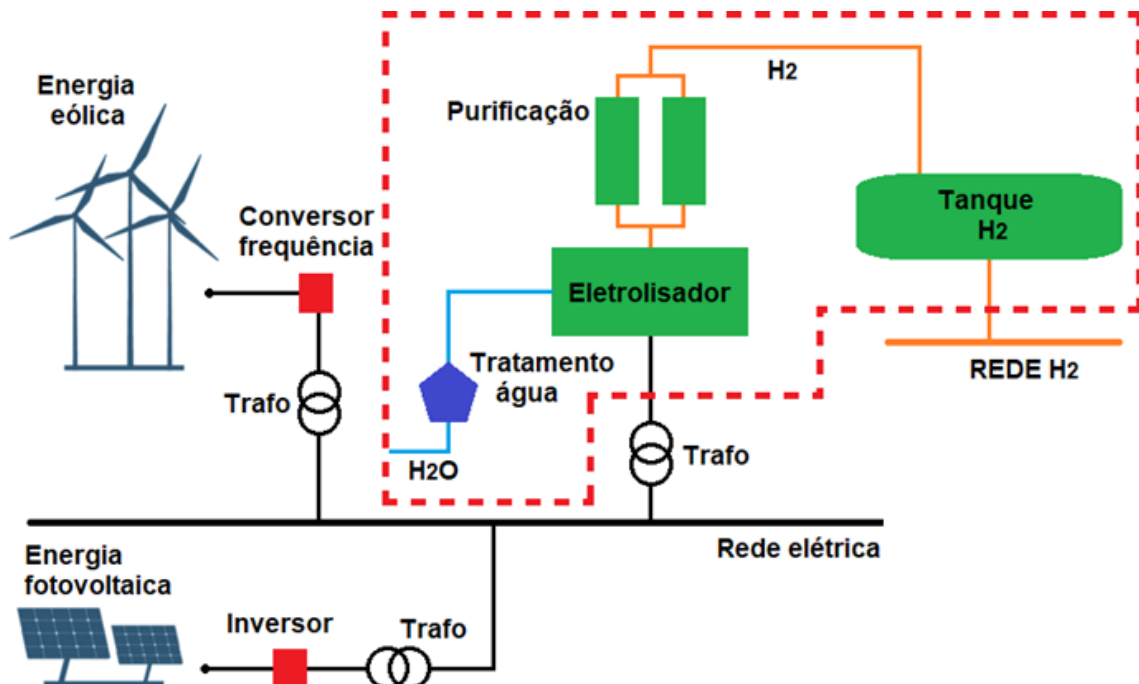 Energia
eólica
Conversor
frequência
Trafo
H2
Purificação
Tanque
H2
Eletrolisador
Tratamento
água
H2O
Trafo
REDE H2
Rede elétrica
Energia
fotovoltaica
Inversor
Trafo